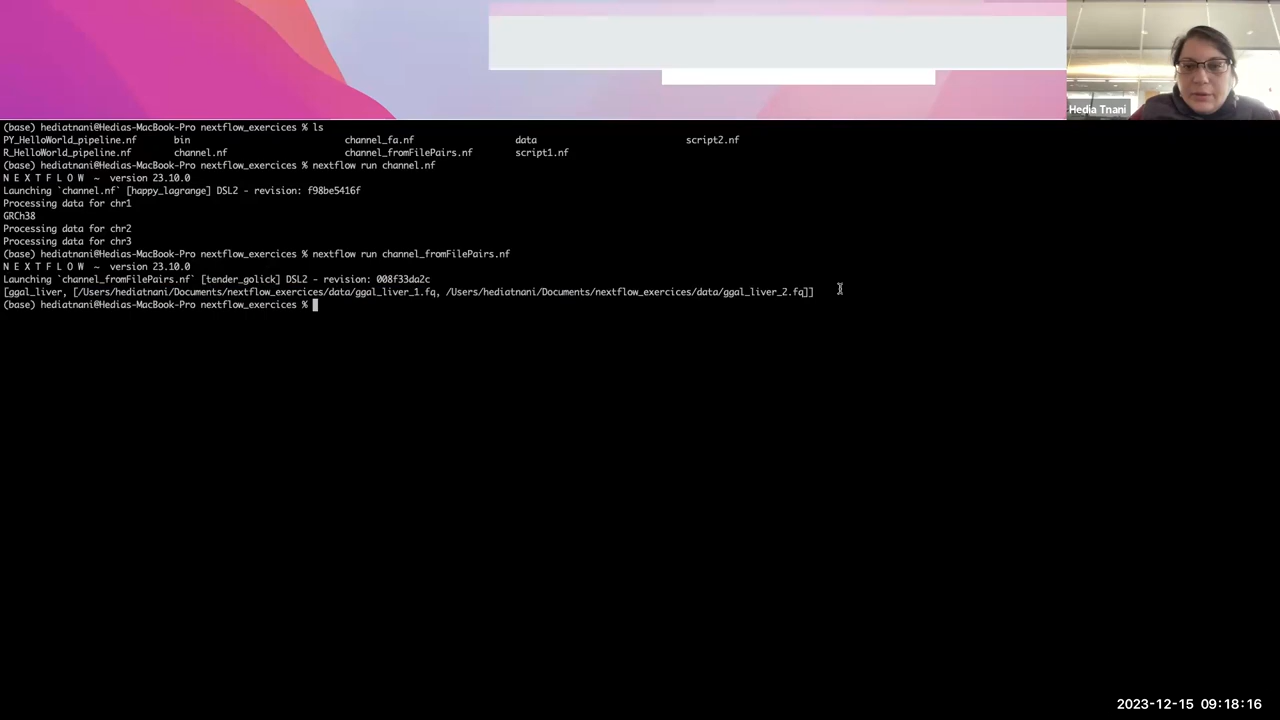 Hedia Tnani
(base) hediatnani@Hedias-MacBook-Pro nextflow_exercices % ls
PY_HelloWorld_pipeline.nf bin channel_fa.nf data script2.nf
R_HelloWorld_pipeline.nf channel.nf channel_fromFilePairs.nf script1.nf
(base) hediatnani@Hedias-MacBook-Pro nextflow_exercices % nextflow run channel.nf
N E X T F L O W ~ version 23.10.0
Launching `channel.nf` [happy_lagrange] DSL2 - revision: f98be5416f
Processing data for chr1
GRCh38
Processing data for chr2
Processing data for chr3
(base) hediatnani@Hedias-MacBook-Pro nextflow_exercices % nextflow run channel_fromFilePairs.nf
N E X T F L O W ~ version 23.10.0
Launching `channel_fromFilePairs.nf` [tender_golick] DSL2 - revision: 008f33da2c
[ggal_liver, [/Users/hediatnani/Documents/nextflow_exercices/data/ggal_liver_1.fq, /Users/hediatnani/Documents/nextflow_exercices/data/ggal_liver_2.fq]]
(base) hediatnani@Hedias-MacBook-Pro nextflow_exercices %
2023-12-15 09:18:16